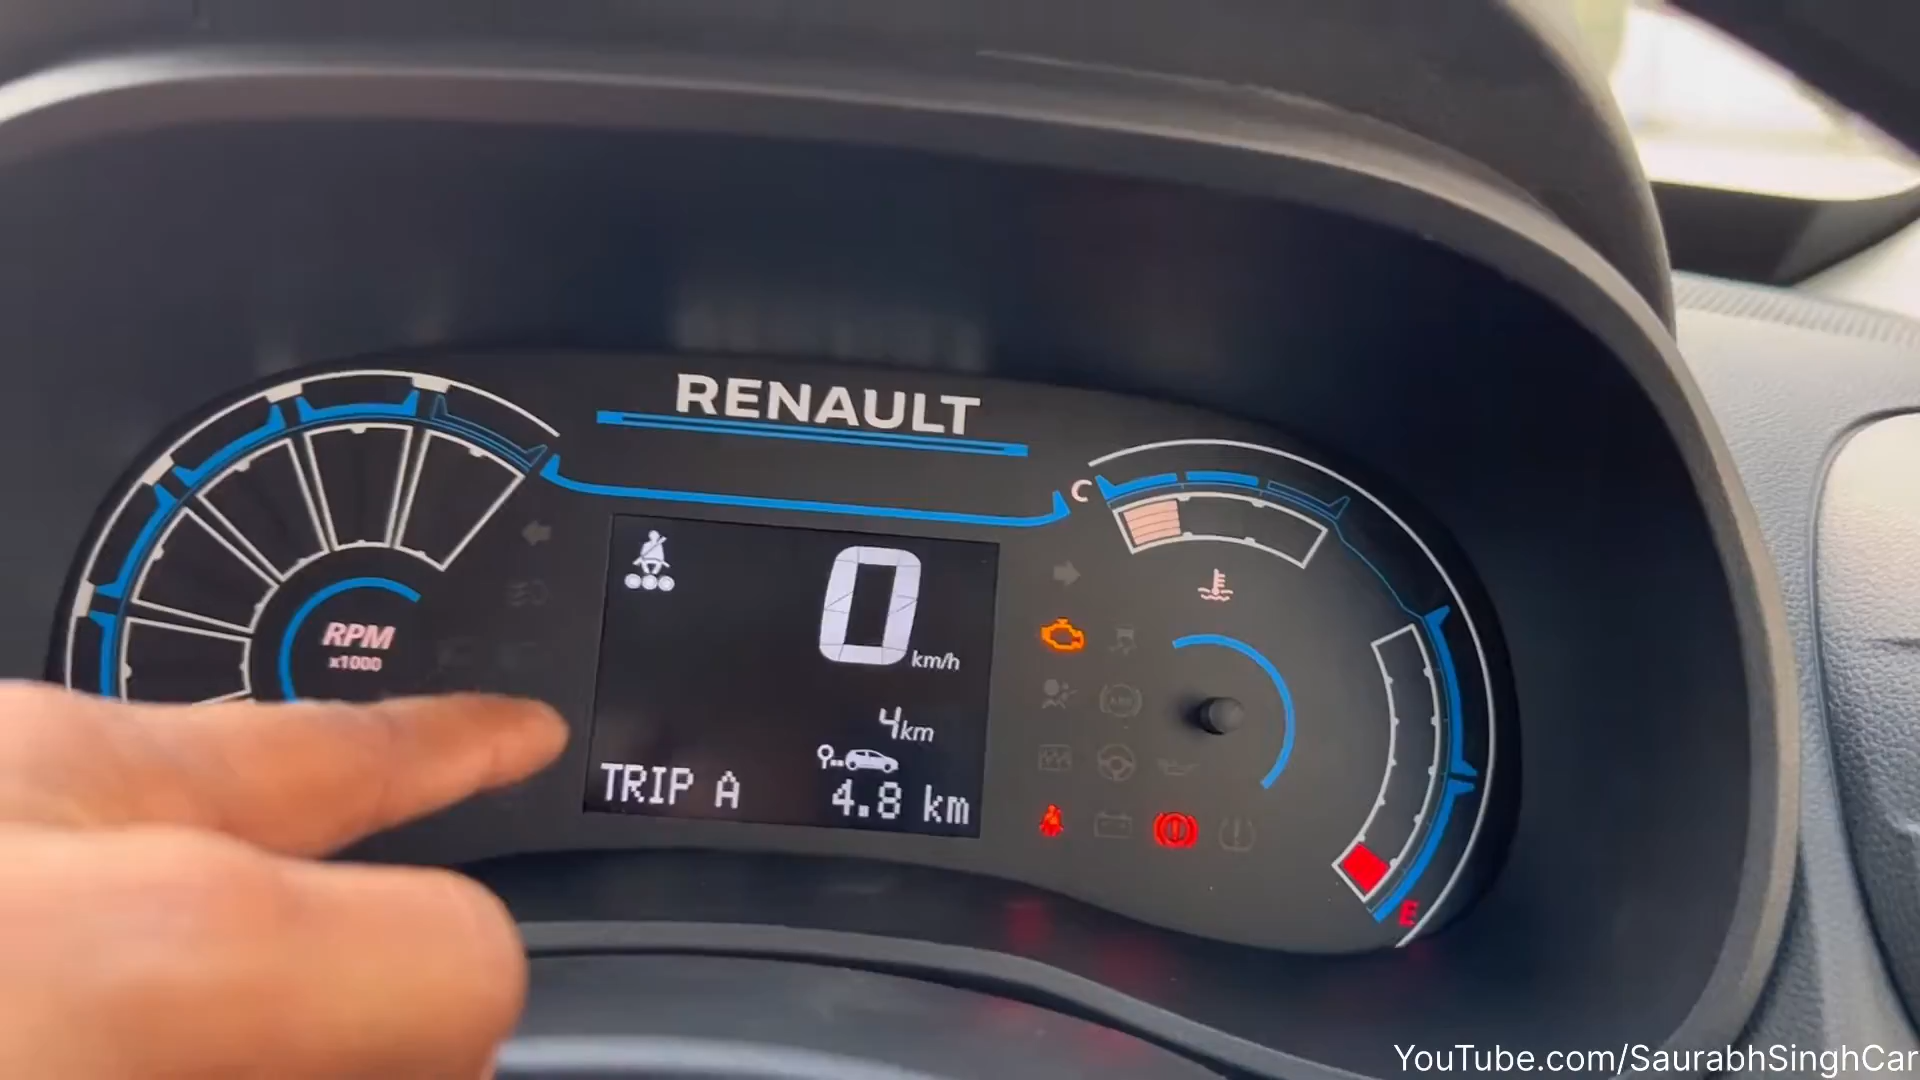 RENAULT
C
0
km/h
RPM
x1000
4km
TRIP A 4.8 km
E
YouTube.com/SaurabhSinghCar